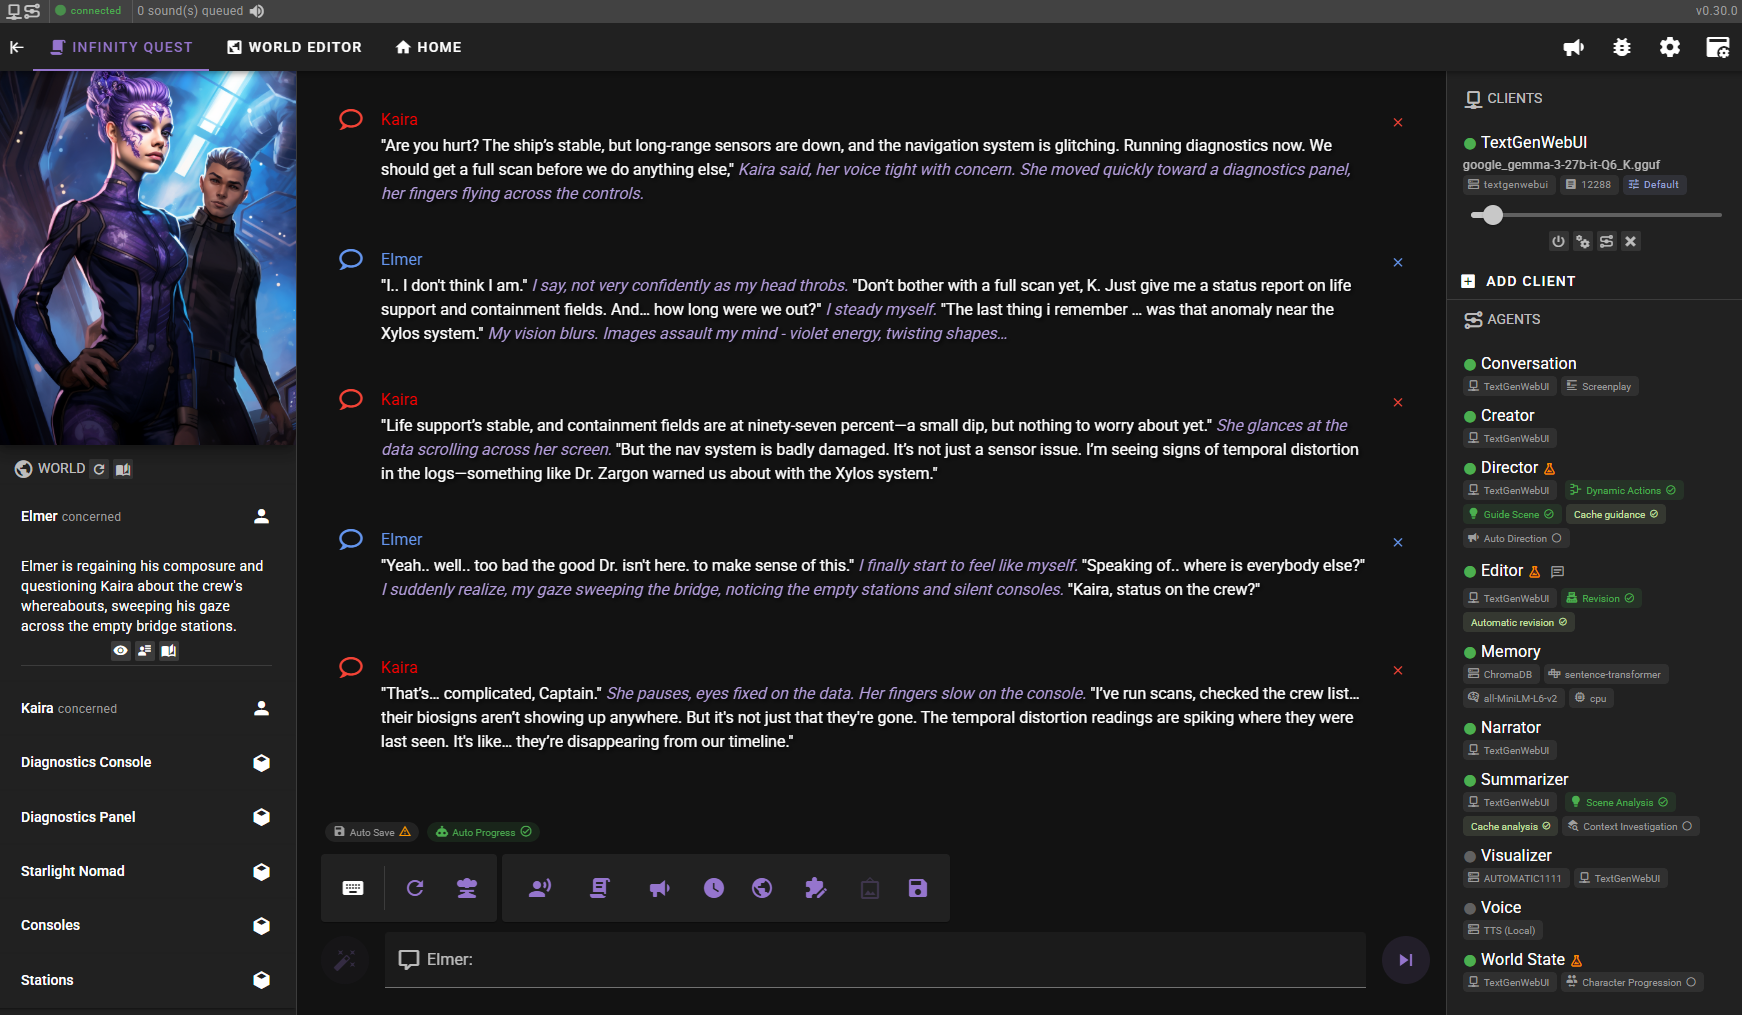 connected
0 sound(s) queued
v0.30.0
INFINITY QUEST
WORLD EDITOR
HOME
WORLD
Elmer concerned
Elmer is regaining his composure and
questioning Kaira about the crew's
whereabouts, sweeping his gaze
across the empty bridge stations.
Kaira concerned
Diagnostics Console
Diagnostics Panel
Starlight Nomad
Consoles
Stations
Kaira
"Are you hurt? The ship’s stable, but long-range sensors are down, and the navigation system is glitching. Running diagnostics now. We
should get a full scan before we do anything else," Kaira said, her voice tight with concern. She moved quickly toward a diagnostics panel,
her fingers flying across the controls.
Elmer
"I.. I don't think I am." I say, not very confidently as my head throbs. "Don’t bother with a full scan yet, K. Just give me a status report on life
support and containment fields. And… how long were we out?" I steady myself. "The last thing i remember … was that anomaly near the
Xylos system." My vision blurs. Images assault my mind - violet energy, twisting shapes…
Kaira
"Life support’s stable, and containment fields are at ninety-seven percent—a small dip, but nothing to worry about yet." She glances at the
data scrolling across her screen. "But the nav system is badly damaged. It’s not just a sensor issue. I’m seeing signs of temporal distortion
in the logs—something like Dr. Zargon warned us about with the Xylos system."
Elmer
"Yeah.. well.. too bad the good Dr. isn't here. to make sense of this." I finally start to feel like myself. "Speaking of.. where is everybody else?"
I suddenly realize, my gaze sweeping the bridge, noticing the empty stations and silent consoles. "Kaira, status on the crew?"
Kaira
"That’s… complicated, Captain." She pauses, eyes fixed on the data. Her fingers slow on the console. "I’ve run scans, checked the crew list…
their biosigns aren’t showing up anywhere. But it's not just that they're gone. The temporal distortion readings are spiking where they were
last seen. It's like… they’re disappearing from our timeline."
Auto Save
Auto Progress
Elmer:
CLIENTS
TextGenWebUI
google_gemma-3-27b-it-Q6_K.gguf
textgenwebui 12288 Default
ADD CLIENT
AGENTS
Conversation
TextGenWebUI Screenplay
Creator
TextGenWebUI
Director
TextGenWebUI Dynamic Actions
Guide Scene Cache guidance
Auto Direction
Editor
TextGenWebUI Revision
Automatic revision
Memory
ChromaDB sentence-transformer
all-MiniLM-L6-v2 cpu
Narrator
TextGenWebUI
Summarizer
TextGenWebUI Scene Analysis
Cache analysis Context Investigation
Visualizer
AUTOMATIC1111 TextGenWebUI
Voice
TTS (Local)
World State
TextGenWebUI Character Progression